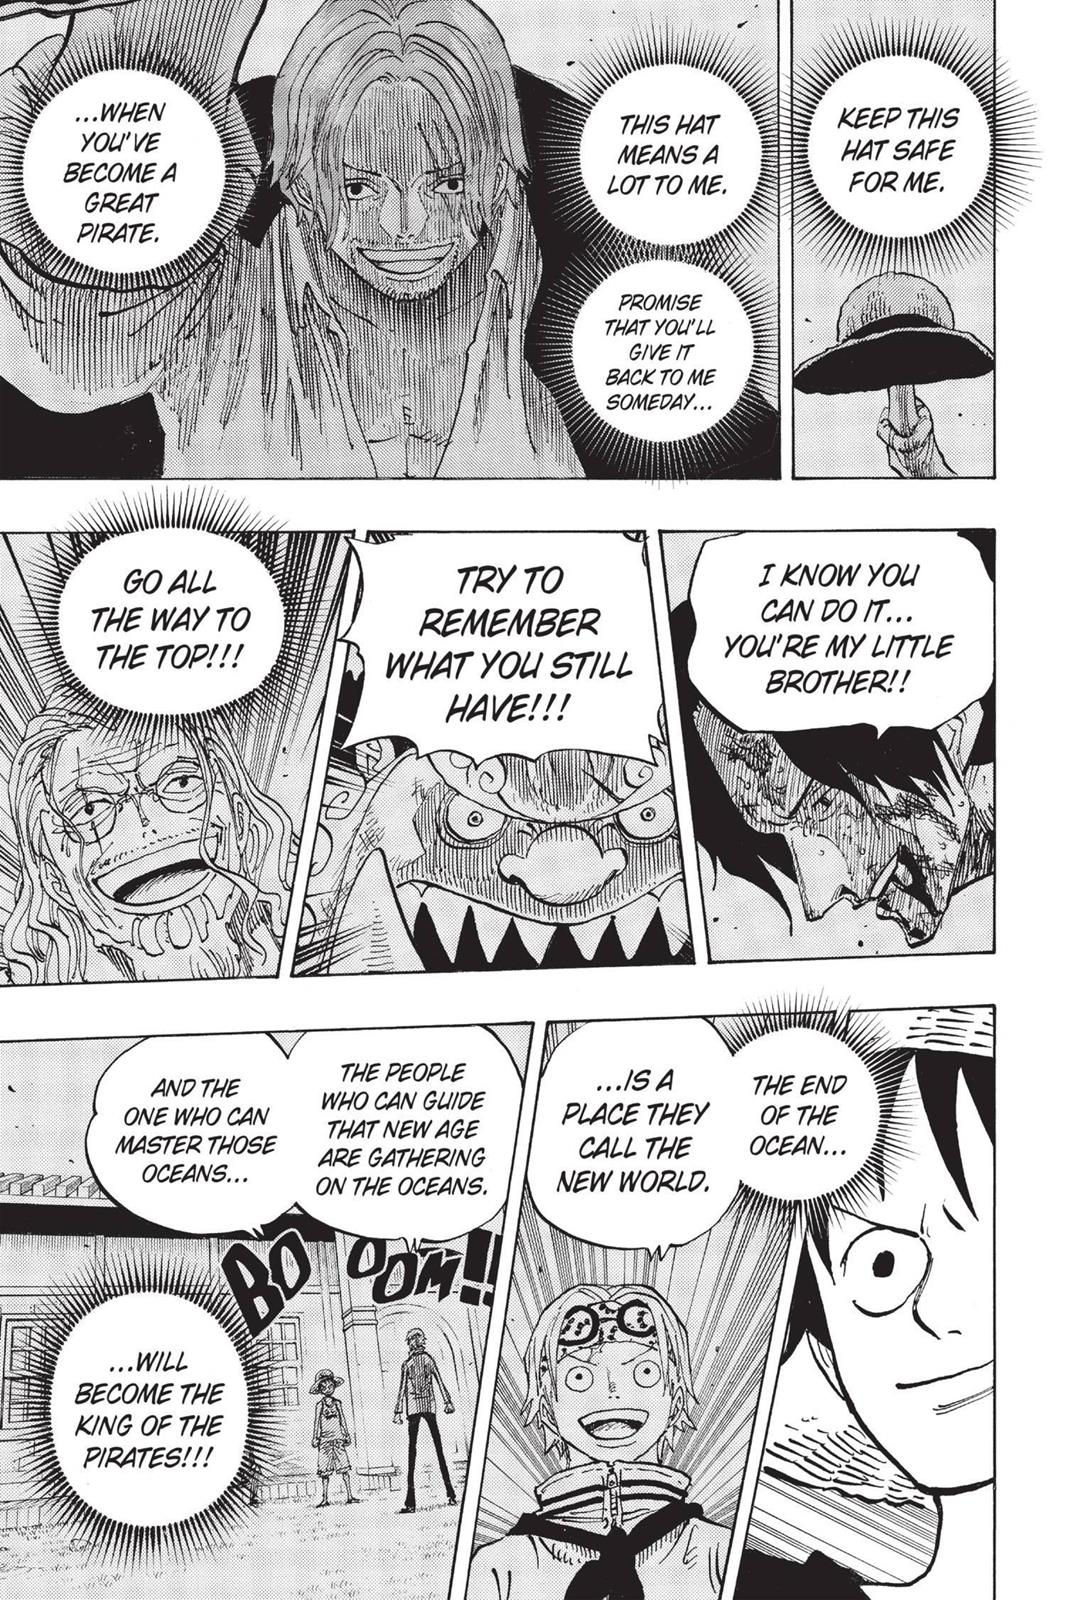 KEEP THIS
HAT SAFE
FOR ME.
THIS HAT
MEANS A
LOT TO ME.
PROMISE
THAT YOU'LL
GIVE IT
BACK TO ME
SOMEDAY...
...WHEN
YOU'VE
BECOME A
GREAT
PIRATE.
I KNOW YOU
CAN DO IT...
YOU'RE MY LITTLE
BROTHER!!
TRY TO
REMEMBER
WHAT YOU STILL
HAVE!!!
GO ALL
THE WAY TO
THE TOP!!!
THE END
OF THE
OCEAN...
...IS A
PLACE THEY
CALL THE
NEW WORLD.
THE PEOPLE
WHO CAN GUIDE
THAT NEW AGE
ARE GATHERING
ON THE OCEANS.
AND THE
ONE WHO CAN
MASTER THOSE
OCEANS...
BOOOOM!!
...WILL
BECOME THE
KING OF THE
PIRATES!!!